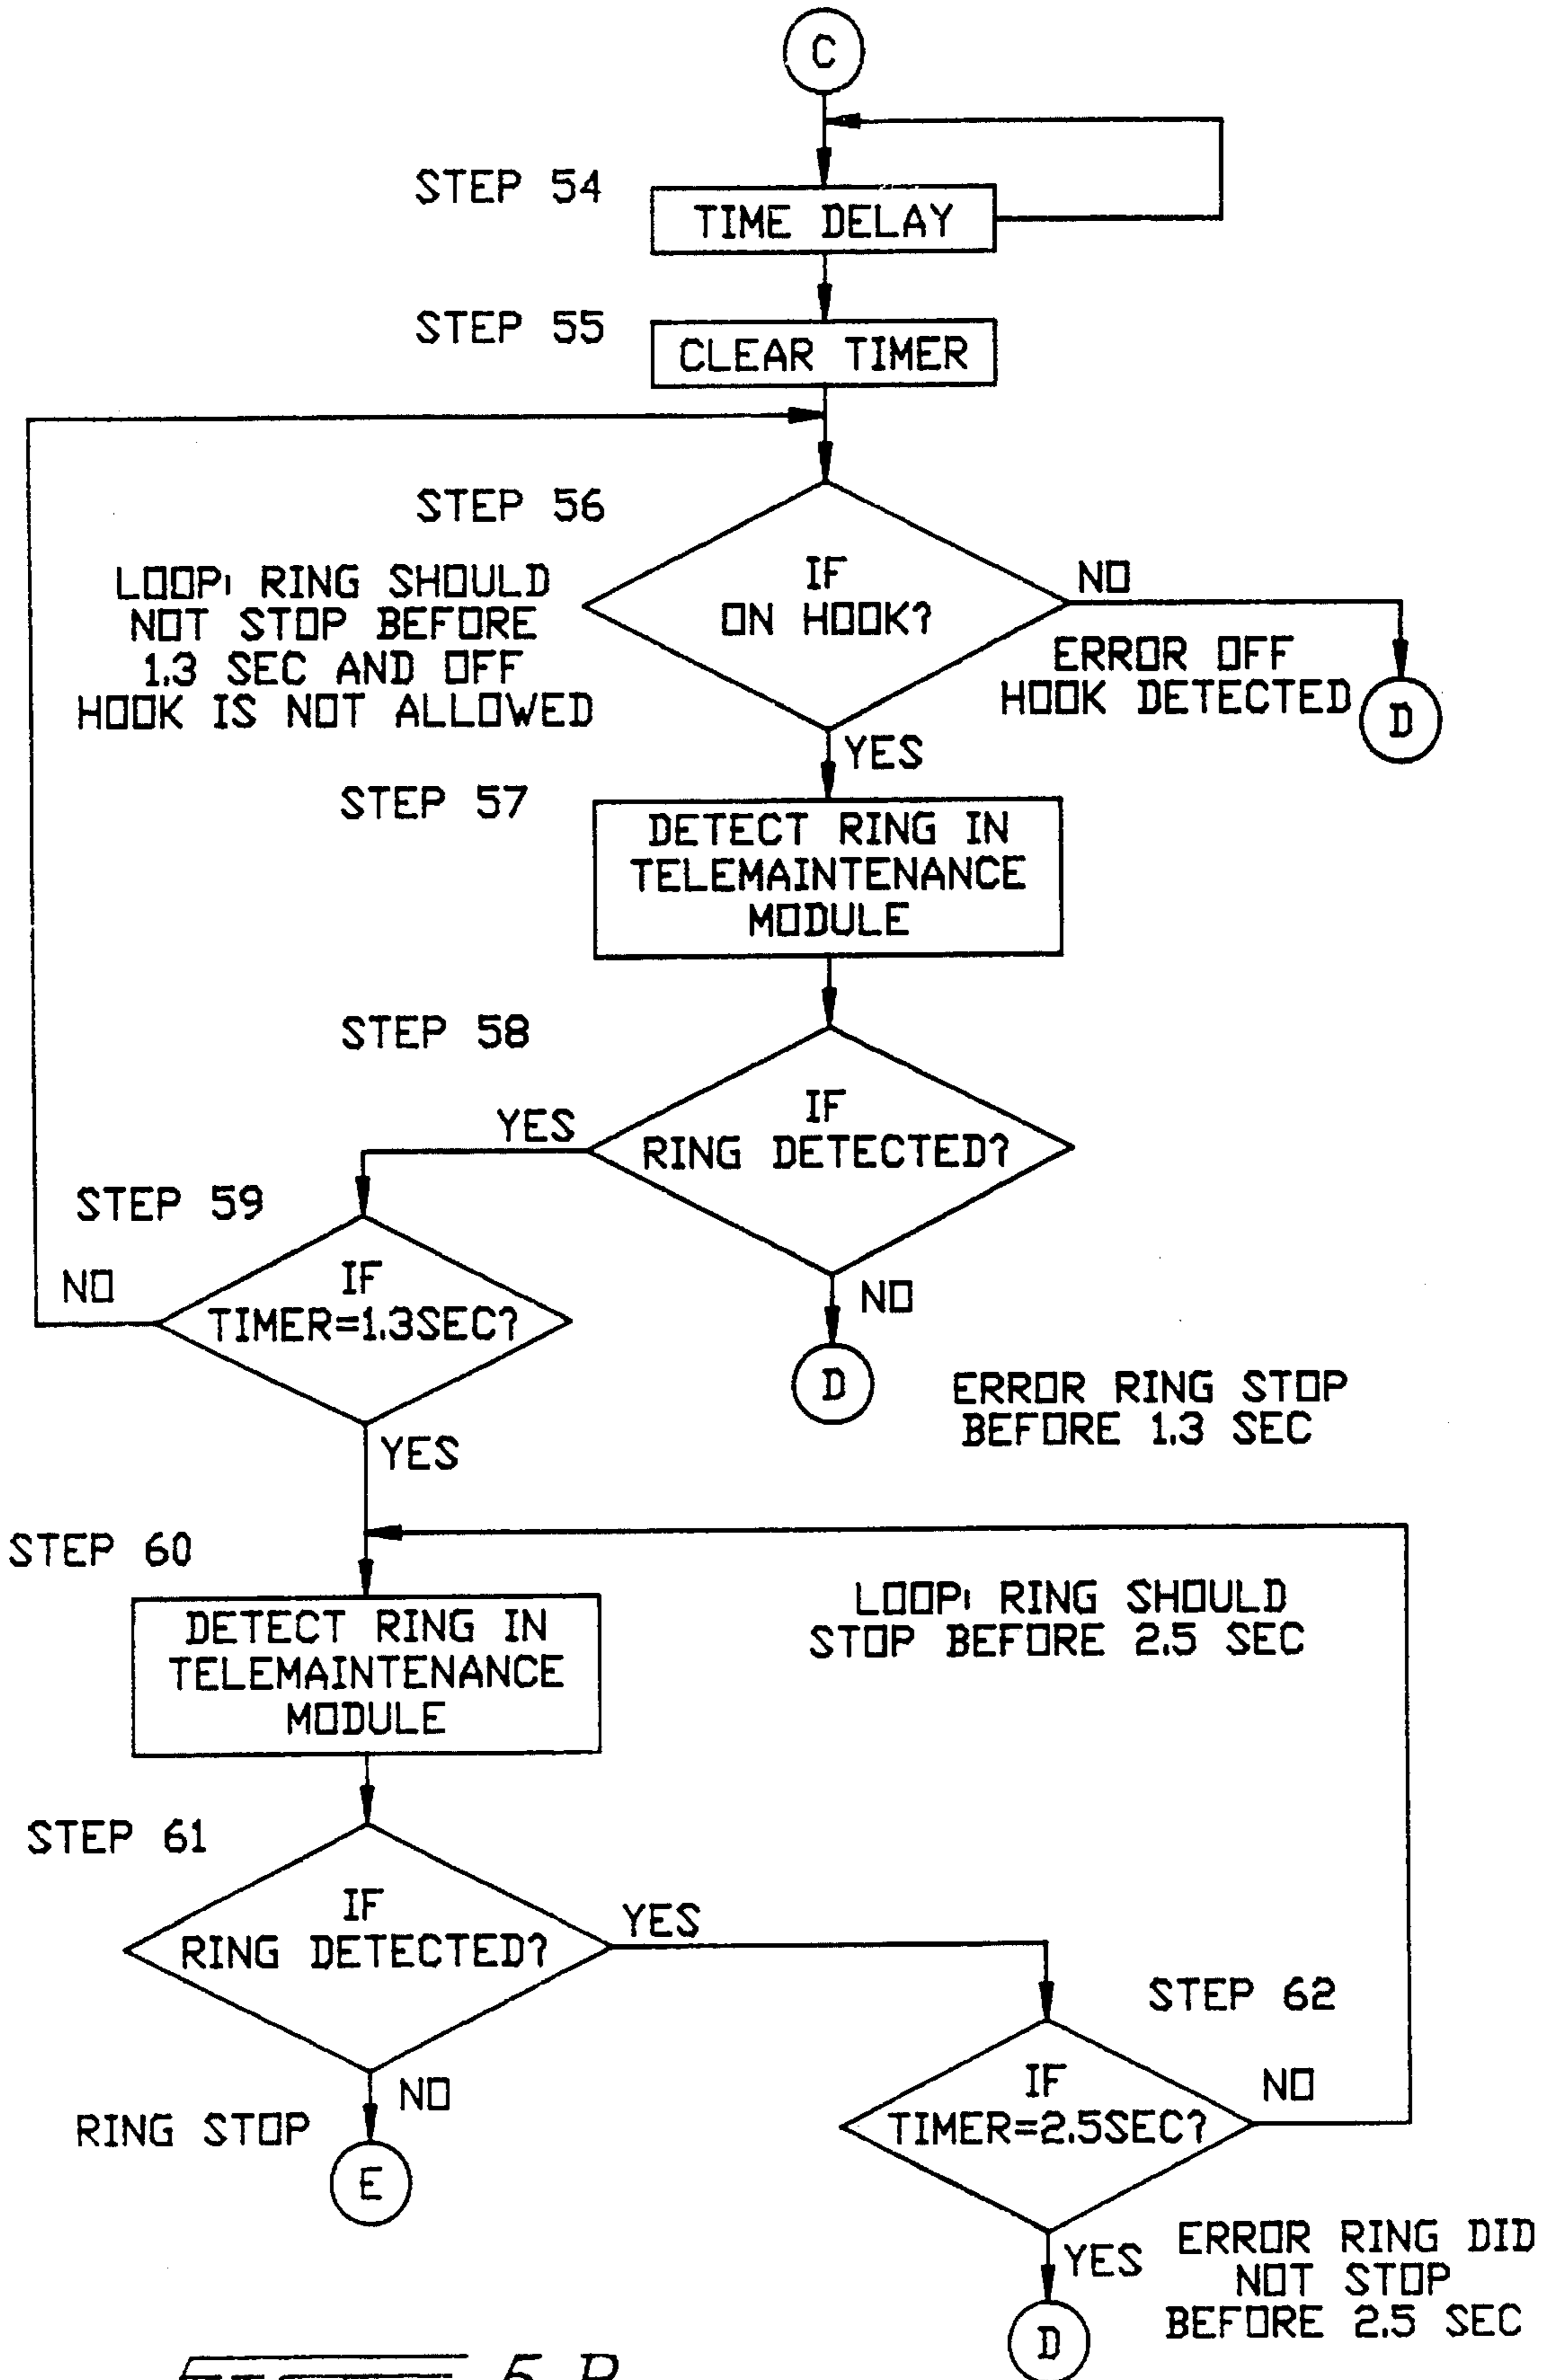 C
STEP 54
TIME DELAY
STEP 55
CLEAR TIMER
STEP 56
IF
ON HOOK?
NO
LOOP: RING SHOULD
NOT STOP BEFORE
1.3 SEC AND OFF
HOOK IS NOT ALLOWED
ERROR OFF
HOOK DETECTED
D
YES
STEP 57
DETECT RING IN
TELEMAINTENANCE
MODULE
STEP 58
IF
RING DETECTED?
YES
STEP 59
IF
TIMER=1.3SEC?
NO
NO
D
ERROR RING STOP
BEFORE 1.3 SEC
YES
STEP 60
DETECT RING IN
TELEMAINTENANCE
MODULE
LOOP: RING SHOULD
STOP BEFORE 2.5 SEC
STEP 61
IF
RING DETECTED?
YES
STEP 62
IF
TIMER=2.5SEC?
NO
NO
RING STOP
E
YES
ERROR RING DID
NOT STOP
BEFORE 2.5 SEC
D